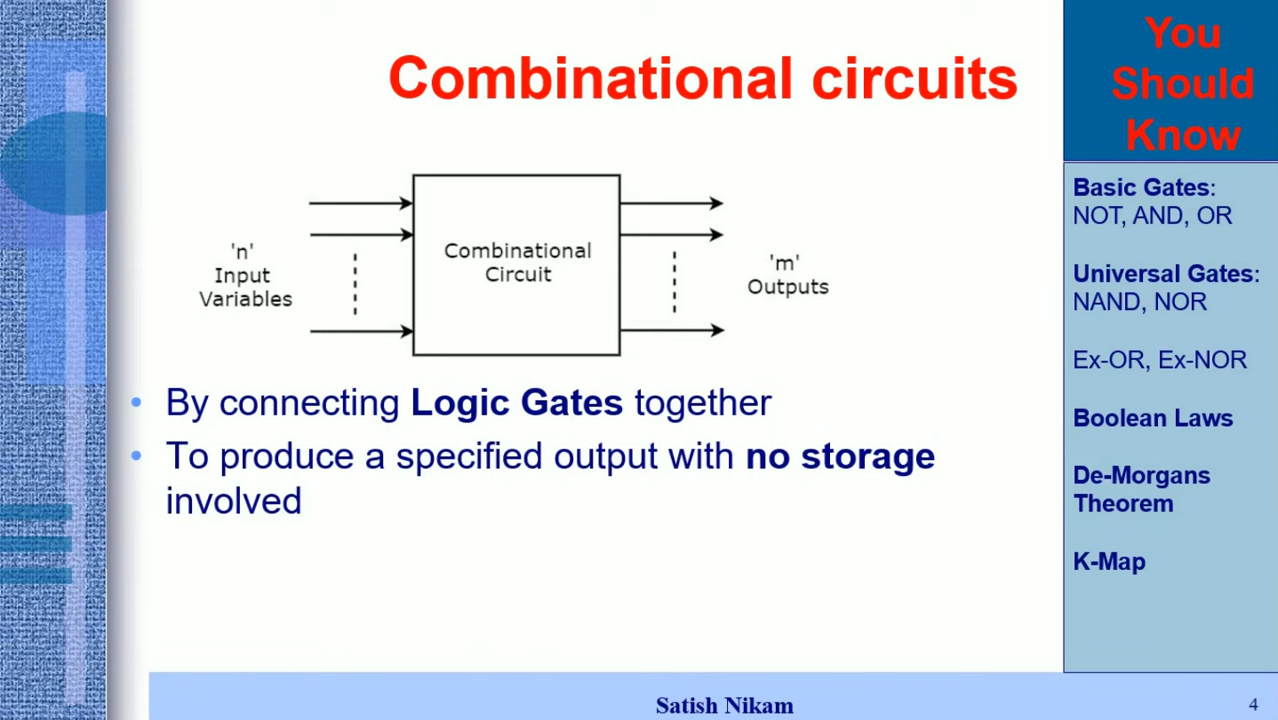 Combinational circuits
'n'
Input
Variables
Combinational
Circuit
'm'
Outputs
• By connecting Logic Gates together
• To produce a specified output with no storage
involved
You
Should
Know
Basic Gates:
NOT, AND, OR
Universal Gates:
NAND, NOR
Ex-OR, Ex-NOR
Boolean Laws
De-Morgans
Theorem
K-Map
Satish Nikam
4